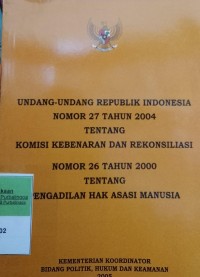 UNDANG-UNDANG REPUBLIK INDONESIA
NOMOR 27 TAHUN 2004
TENTANG
KOMISI KEBENARAN DAN REKONSILIASI
NOMOR 26 TAHUN 2000
TENTANG
PENGADILAN HAK ASASI MANUSIA
KEMENTERIAN KOORDINATOR
BIDANG POLITIK, HUKUM DAN KEAMANAN
2005